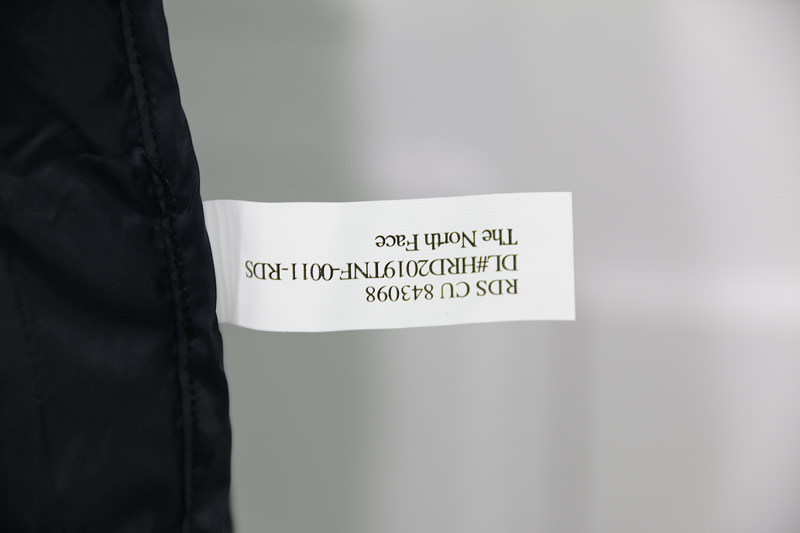 RDS CU 843098
DL#HRD2019TNF-0011-RDS
The North Face